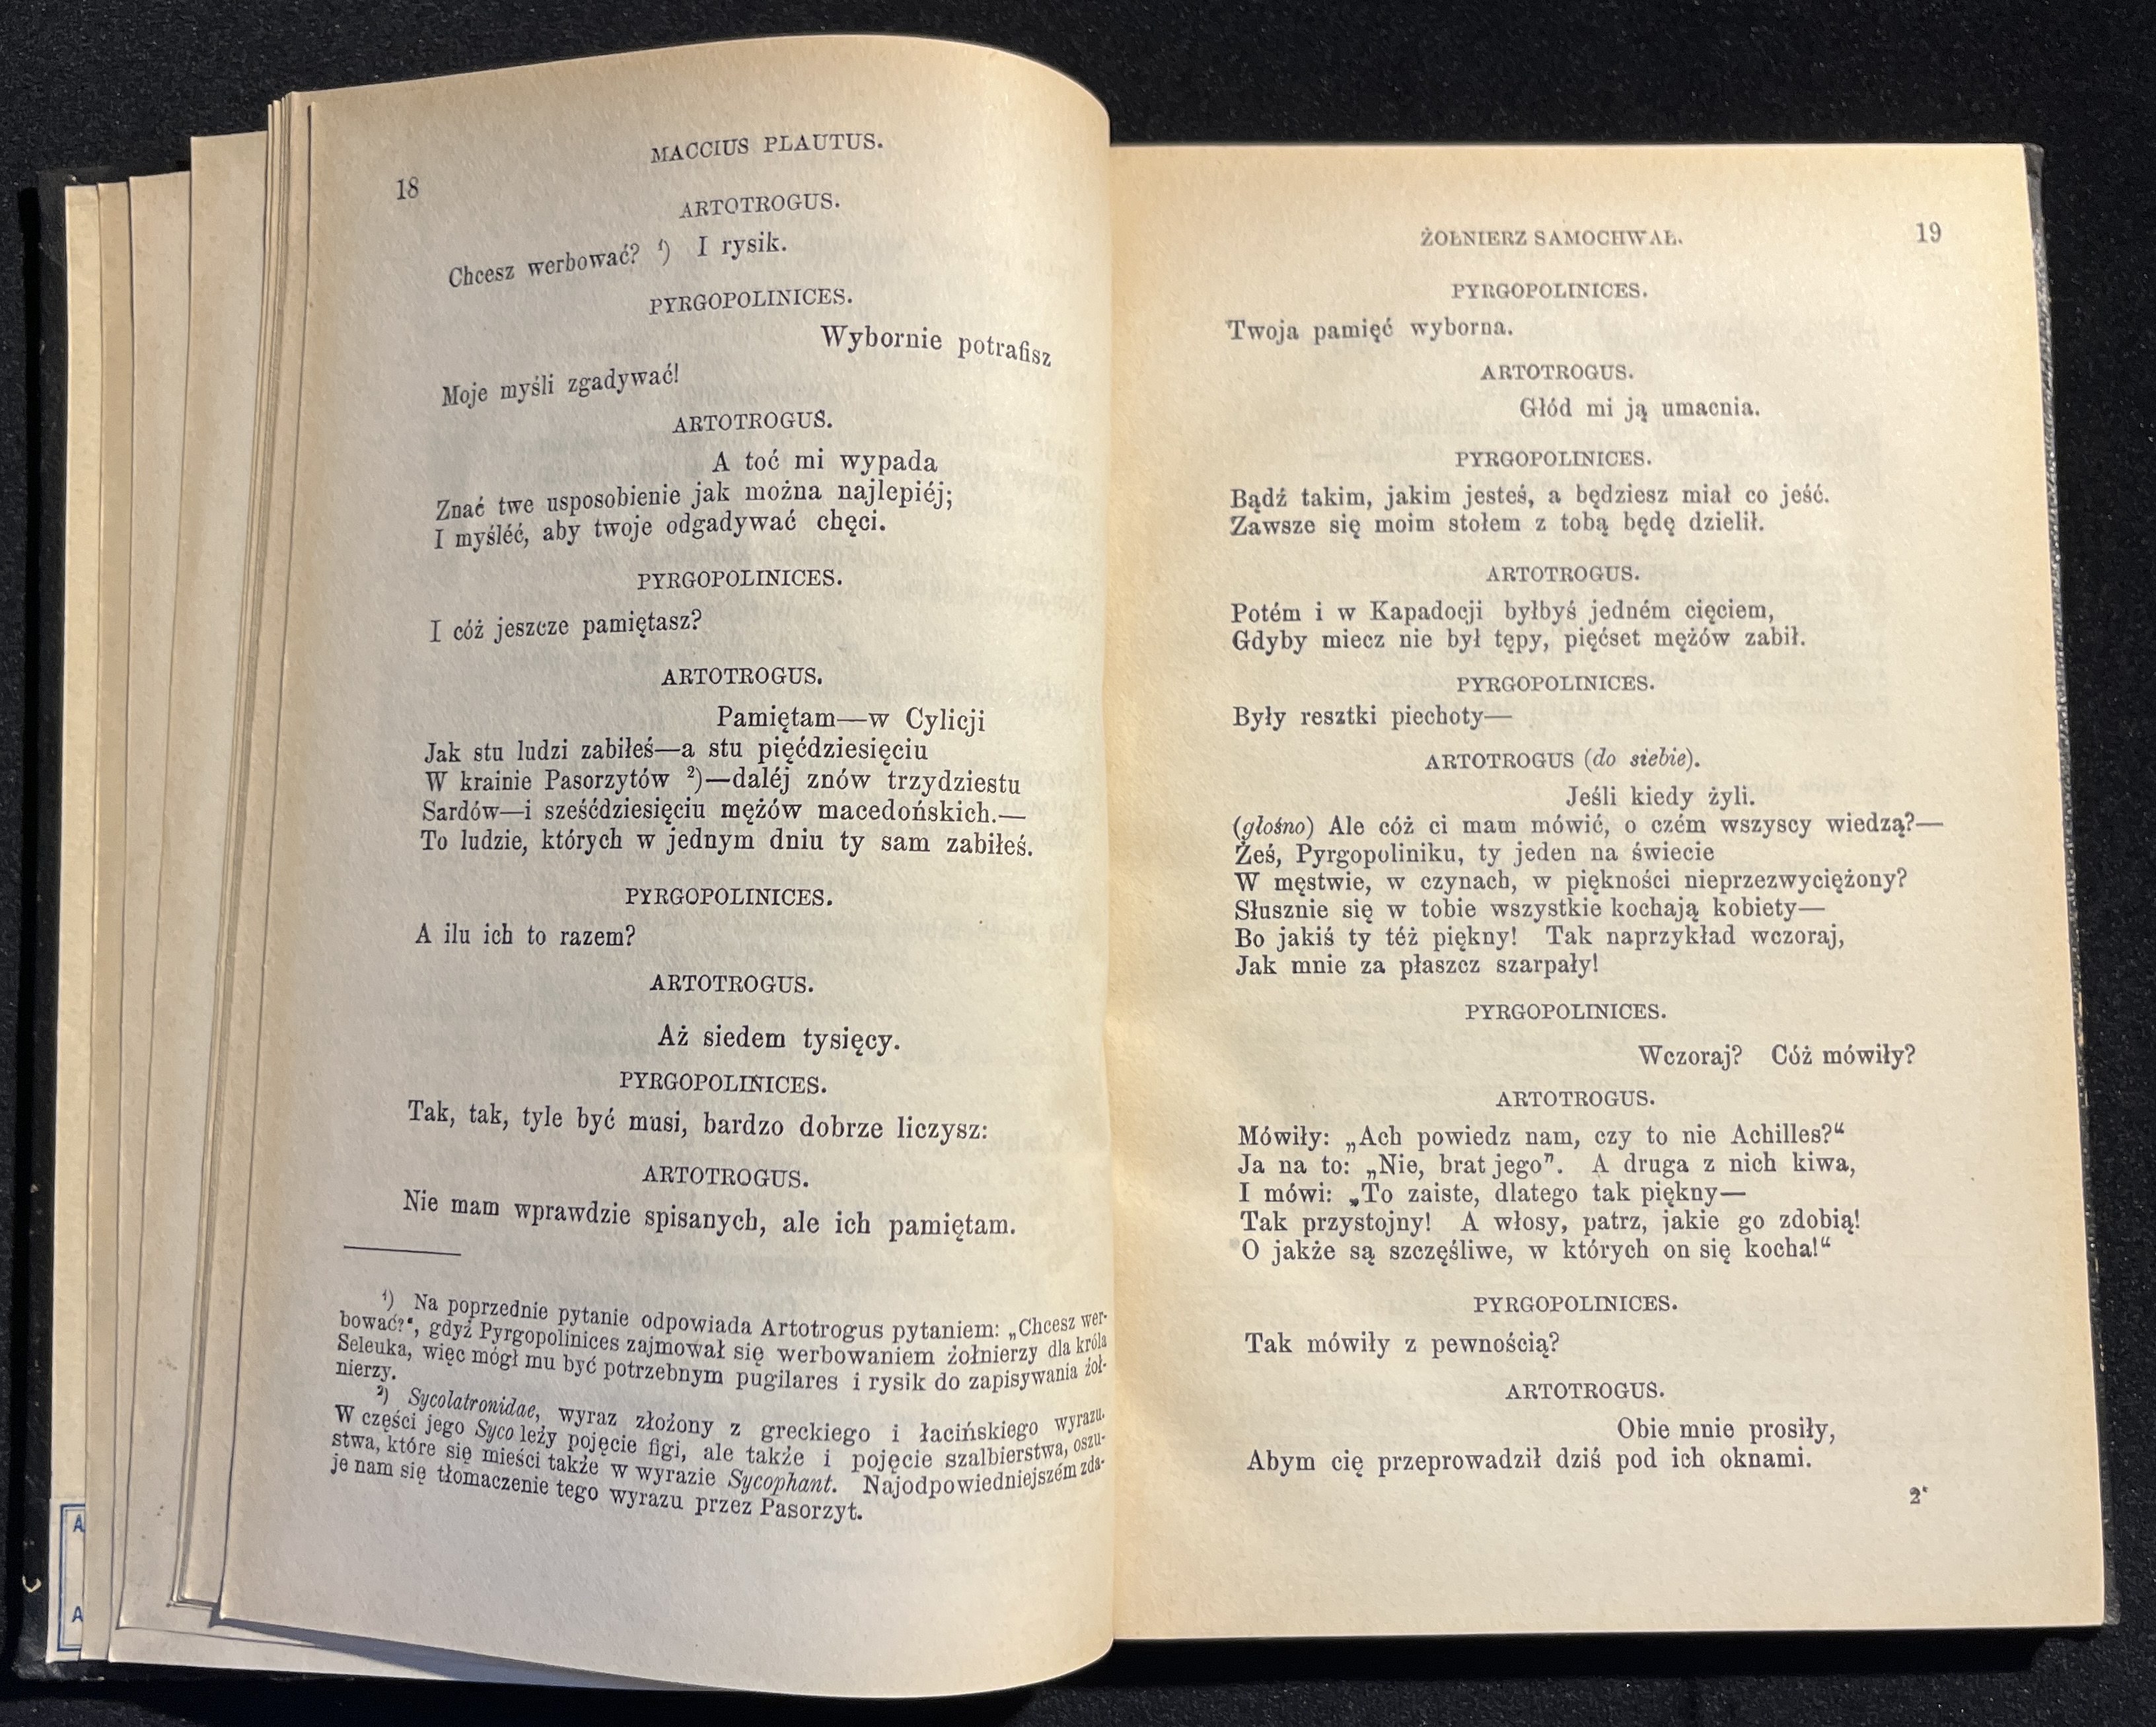 MACCIUS PLAUTUS.
18
ARTOTROGUS.
Chcesz werbować? ¹) I rysik.
PYRGOPOLINICES.
Wybornie potrafisz
Moje myśli zgadywać!
ARTOTROGUS.
A toć mi wypada
Znać twe usposobienie jak można najlepiéj;
I myśléć, aby twoje odgadywać chęci.
PYRGOPOLINICES.
I cóż jeszcze pamiętasz?
ARTOTROGUS.
Pamiętam—w Cylicji
Jak stu ludzi zabiłeś—a stu pięćdziesięciu
W krainie Pasorzytów ²)—daléj znów trzydziestu
Sardów—i sześćdziesięciu mężów macedońskich.—
To ludzie, których w jednym dniu ty sam zabiłeś.
PYRGOPOLINICES.
A ilu ich to razem?
ARTOTROGUS.
Aż siedem tysięcy.
PYRGOPOLINICES.
Tak, tak, tyle być musi, bardzo dobrze liczysz:
ARTOTROGUS.
Nie mam wprawdzie spisanych, ale ich pamiętam.
¹) Na poprzednie pytanie odpowiada Artotrogus pytaniem: „Chcesz wer-
bować?“, gdyż Pyrgopolinices zajmował się werbowaniem żołnierzy dla króla
Seleuka, więc mógł mu być potrzebnym pugilares i rysik do zapisywania żoł-
nierzy.
²) Sycolatronidae, wyraz złożony z greckiego i łacińskiego wyrazu.
W części jego Syco leży pojęcie figi, ale także i pojęcie szalbierstwa, oszu-
stwa, które się mieści także w wyrazie Sycophant. Najodpowiedniejszém zda-
je nam się tłomaczenie tego wyrazu przez Pasorzyt.
ŻOŁNIERZ SAMOCHWAŁ.
19
PYRGOPOLINICES.
Twoja pamięć wyborna.
ARTOTROGUS.
Głód mi ją umacnia.
PYRGOPOLINICES.
Bądź takim, jakim jesteś, a będziesz miał co jeść.
Zawsze się moim stołem z tobą będę dzielił.
ARTOTROGUS.
Potém i w Kapadocji byłbyś jedném cięciem,
Gdyby miecz nie był tępy, pięćset mężów zabił.
PYRGOPOLINICES.
Były resztki piechoty—
ARTOTROGUS (do siebie).
Jeśli kiedy żyli.
(głośno) Ale cóż ci mam mówić, o czém wszyscy wiedzą?—
Żeś, Pyrgopoliniku, ty jeden na świecie
W męstwie, w czynach, w piękności nieprzezwyciężony?
Słusznie się w tobie wszystkie kochają kobiety—
Bo jakiś ty téż piękny! Tak naprzykład wczoraj,
Jak mnie za płaszcz szarpały!
PYRGOPOLINICES.
Wczoraj? Cóż mówiły?
ARTOTROGUS.
Mówiły: „Ach powiedz nam, czy to nie Achilles?“
Ja na to: „Nie, brat jego”. A druga z nich kiwa,
I mówi: „To zaiste, dlatego tak piękny—
Tak przystojny! A włosy, patrz, jakie go zdobią!
O jakże są szczęśliwe, w których on się kocha!“
PYRGOPOLINICES.
Tak mówiły z pewnością?
ARTOTROGUS.
Obie mnie prosiły,
Abym cię przeprowadził dziś pod ich oknami.
2*
A
A